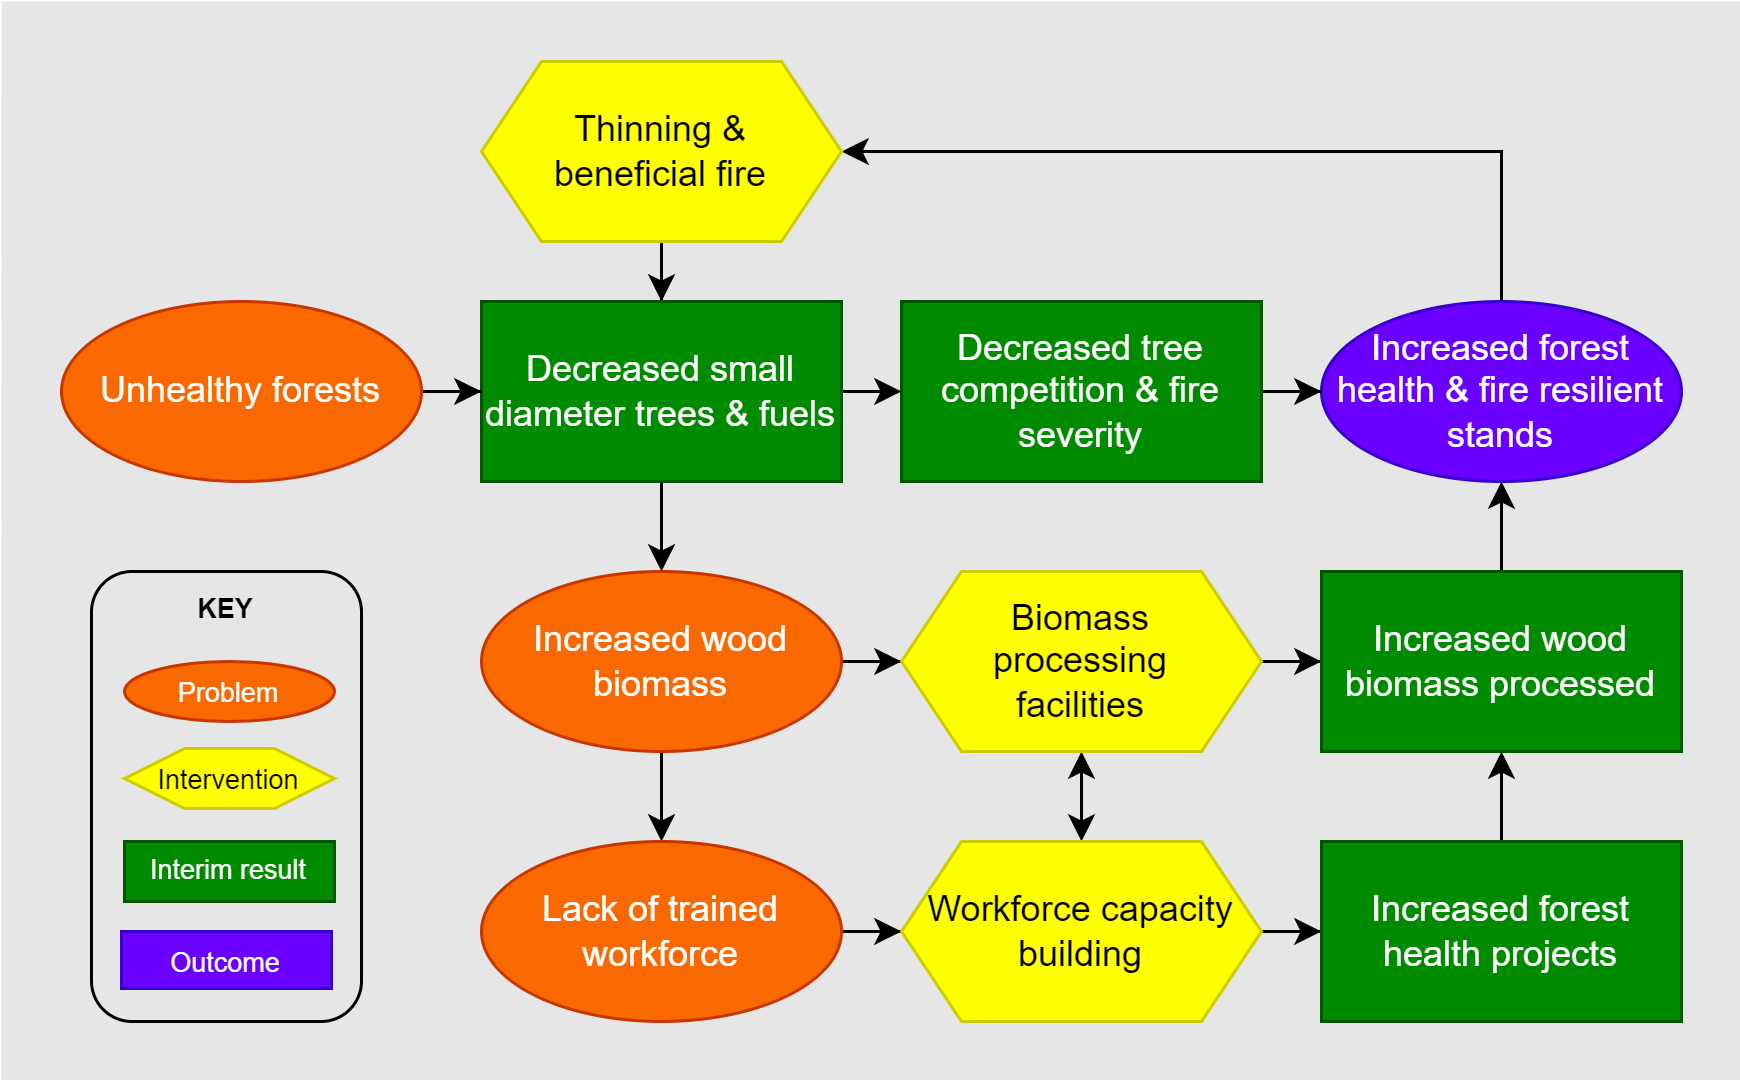 Thinning &
beneficial fire
Unhealthy forests
Decreased small
diameter trees & fuels
Decreased tree
competition & fire
severity
Increased forest
health & fire resilient
stands
KEY
Problem
Intervention
Interim result
Outcome
Increased wood
biomass
Biomass
processing
facilities
Increased wood
biomass processed
Lack of trained
workforce
Workforce capacity
building
Increased forest
health projects